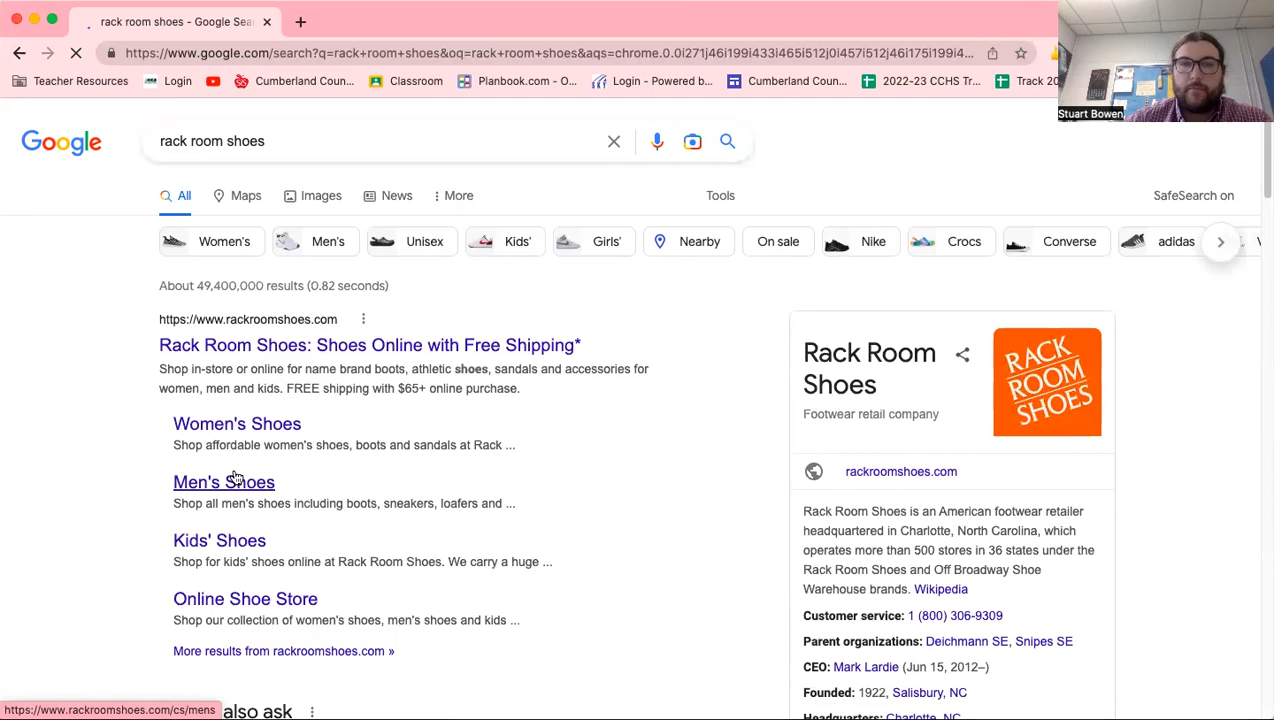 rack room shoes - Google Sea
https://www.google.com/search?q=rack+room+shoes&oq=rack+room+shoes&aqs=chrome.0.0i271j46i199i433i465i512j0i457i512j46i175i199i4...
Teacher Resources
Login
Cumberland Coun...
Classroom
Planbook.com - O...
Login - Powered by...
Cumberland Coun...
2022-23 CCHS Tr...
Track 20
Stuart Bowen
Google
rack room shoes
All
Maps
Images
News
More
Tools
SafeSearch on
Women's
Men's
Unisex
Kids'
Girls'
Nearby
On sale
Nike
Crocs
Converse
adidas
About 49,400,000 results (0.82 seconds)
https://www.rackroomshoes.com
Rack Room Shoes: Shoes Online with Free Shipping*
Shop in-store or online for name brand boots, athletic shoes, sandals and accessories for
women, men and kids. FREE shipping with $65+ online purchase.
Women's Shoes
Shop affordable women's shoes, boots and sandals at Rack ...
Men's Shoes
Shop all men's shoes including boots, sneakers, loafers and ...
Kids' Shoes
Shop for kids' shoes online at Rack Room Shoes. We carry a huge ...
Online Shoe Store
Shop our collection of women's shoes, men's shoes and kids ...
More results from rackroomshoes.com »
also ask
https://www.rackroomshoes.com/cs/mens
Rack Room
Shoes
Footwear retail company
RACK
ROOM
SHOES
rackroomshoes.com
Rack Room Shoes is an American footwear retailer
headquartered in Charlotte, North Carolina, which
operates more than 500 stores in 36 states under the
Rack Room Shoes and Off Broadway Shoe
Warehouse brands. Wikipedia
Customer service: 1 (800) 306-9309
Parent organizations: Deichmann SE, Snipes SE
CEO: Mark Lardie (Jun 15, 2012–)
Founded: 1922, Salisbury, NC
Headquarters: Charlotte, NC